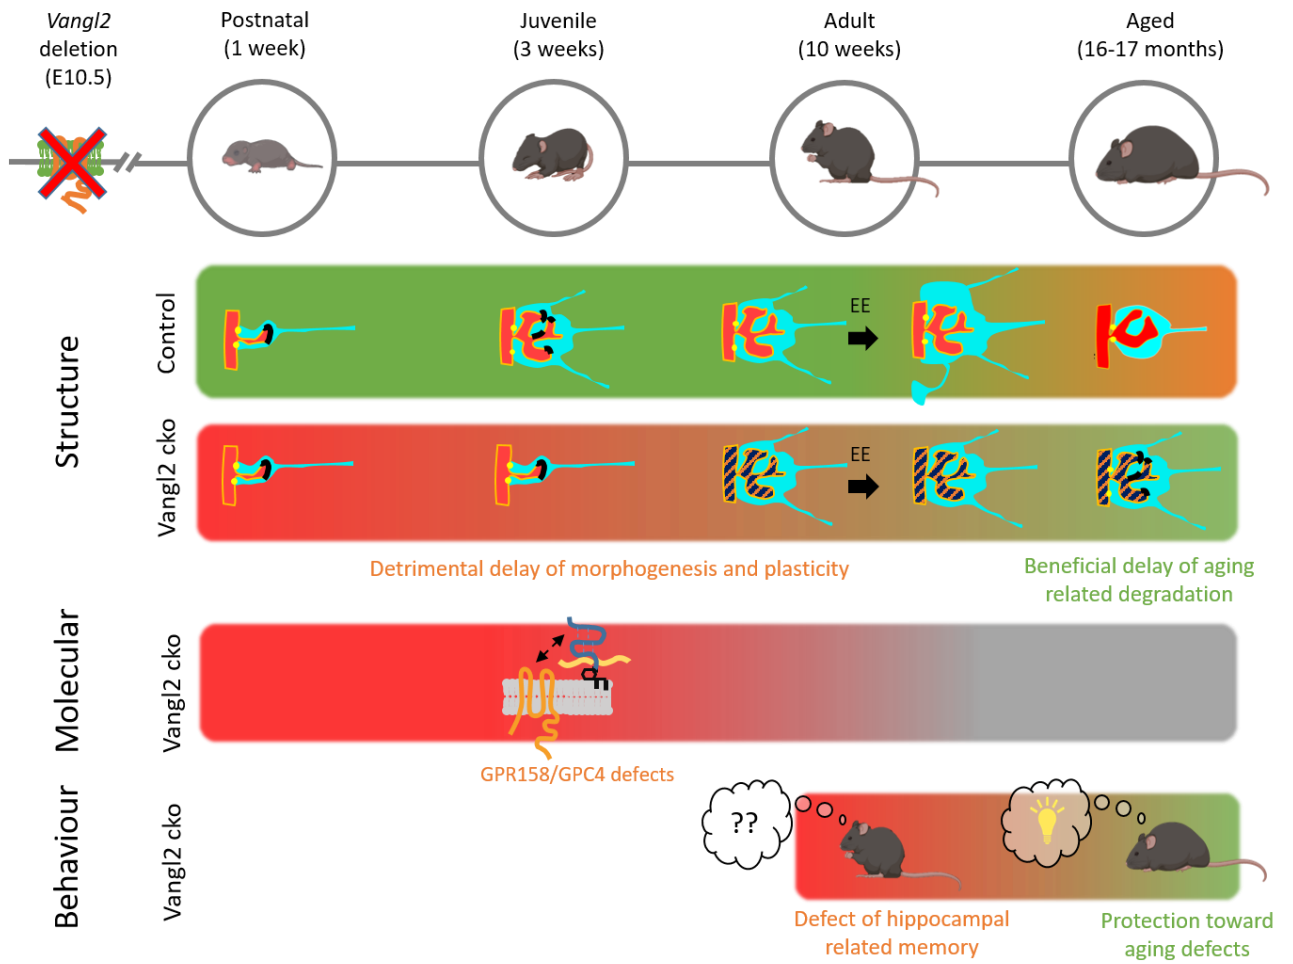 Vangl2
deletion
(E10.5)
Postnatal
(1 week)
Juvenile
(3 weeks)
Adult
(10 weeks)
Aged
(16-17 months)
Structure
Control
EE
Vangl2 cko
EE
Detrimental delay of morphogenesis and plasticity
Beneficial delay of aging
related degradation
Molecular
Vangl2 cko
GPR158/GPC4 defects
Behaviour
Vangl2 cko
??
Defect of hippocampal
related memory
Protection toward
aging defects